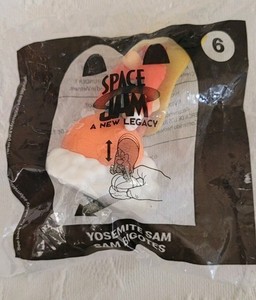 6
SPACE
JAM
A NEW LEGACY
YOSEMITE SAM
SAM BIGOTES